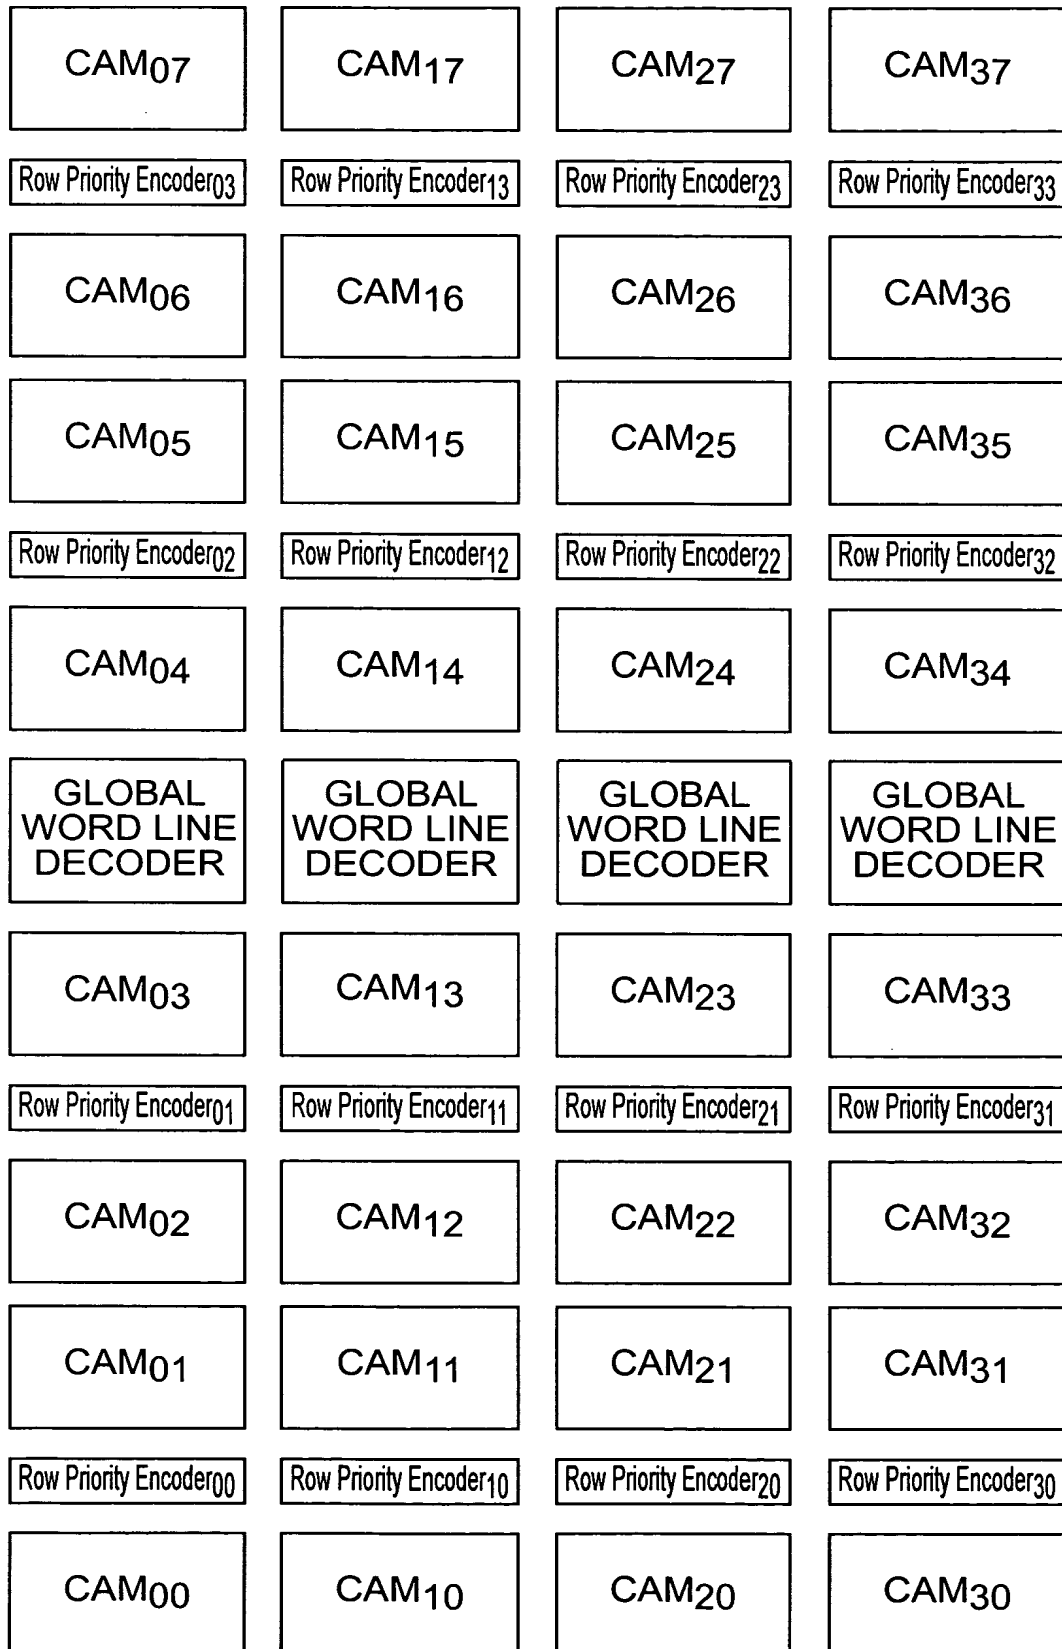 CAM07 CAM17 CAM27 CAM37
Row Priority Encoder03 Row Priority Encoder13 Row Priority Encoder23 Row Priority Encoder33
CAM06 CAM16 CAM26 CAM36
CAM05 CAM15 CAM25 CAM35
Row Priority Encoder02 Row Priority Encoder12 Row Priority Encoder22 Row Priority Encoder32
CAM04 CAM14 CAM24 CAM34
GLOBAL GLOBAL GLOBAL GLOBAL
WORD LINE WORD LINE WORD LINE WORD LINE
DECODER DECODER DECODER DECODER
CAM03 CAM13 CAM23 CAM33
Row Priority Encoder01 Row Priority Encoder11 Row Priority Encoder21 Row Priority Encoder31
CAM02 CAM12 CAM22 CAM32
CAM01 CAM11 CAM21 CAM31
Row Priority Encoder00 Row Priority Encoder10 Row Priority Encoder20 Row Priority Encoder30
CAM00 CAM10 CAM20 CAM30